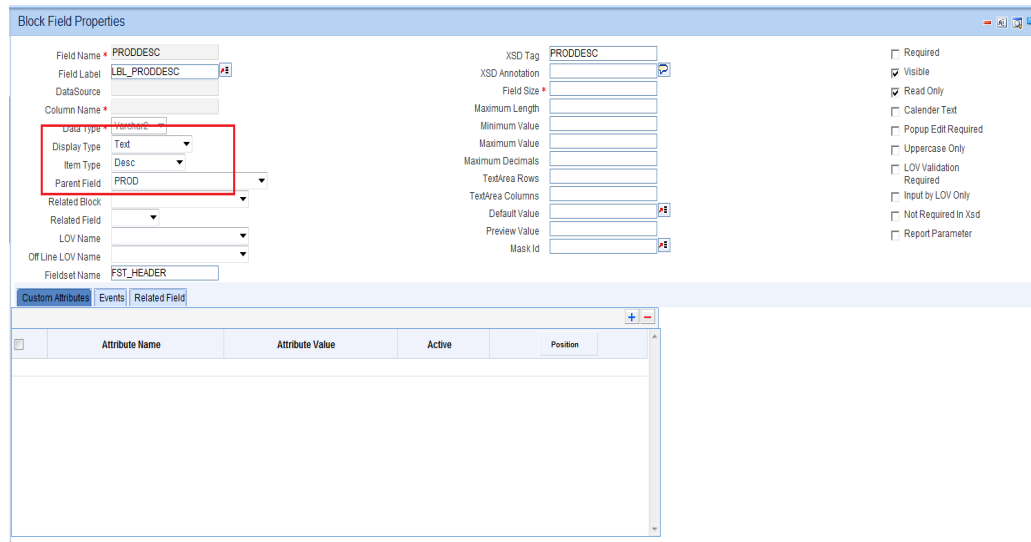 Block Field Properties
Field Name * PRODDESC
Field Label LBL_PRODDESC
DataSource
Column Name *
Data Type * Varchar2
Display Type Text
Item Type Desc
Parent Field PROD
Related Block
Related Field
LOV Name
Off Line LOV Name
Fieldset Name FST_HEADER
XSD Tag PRODDESC
XSD Annotation
Field Size *
Maximum Length
Minimum Value
Maximum Value
Maximum Decimals
TextArea Rows
TextArea Columns
Default Value
Preview Value
Mask Id
Required
Visible
Read Only
Calender Text
Popup Edit Required
Uppercase Only
LOV Validation
Required
Input by LOV Only
Not Required In Xsd
Report Parameter
Custom Attributes Events Related Field
Attribute Name Attribute Value Active Position